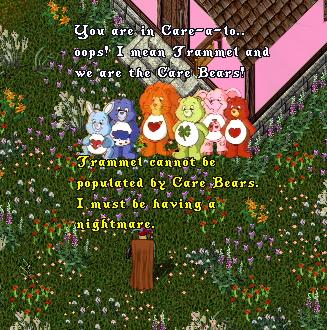 You are in Care-a-lo..
oops! I mean Trammel and
we are the Care Bears!
Trammel cannot be
populated by Care Bears.
I must be having a
nightmare.